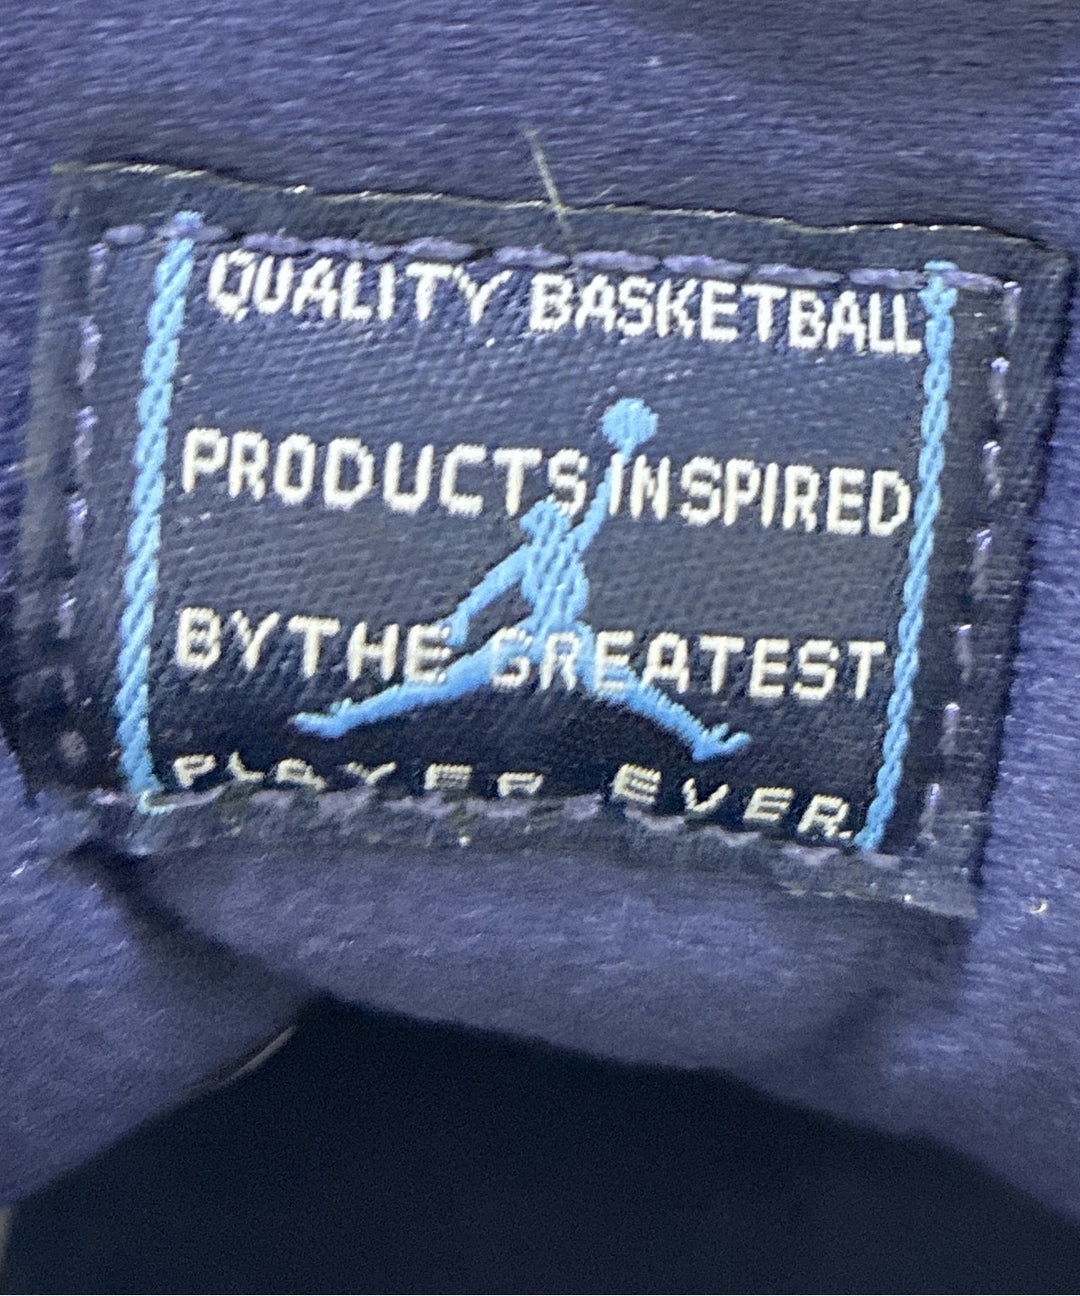 QUALITY BASKETBALL
PRODUCTS INSPIRED
BY THE GREATEST
PLAYER EVER.